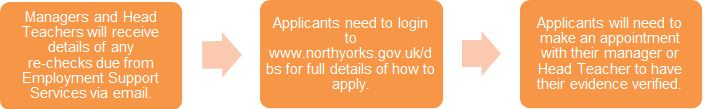 Managers and Head
Teachers will receive
details of any
re-checks due from
Employment Support
Services via email.
Applicants need to login
to
www.northyorks.gov.uk/d
bs for full details of how to
apply.
Applicants will need to
make an appointment
with their manager or
Head Teacher to have
their evidence verified.